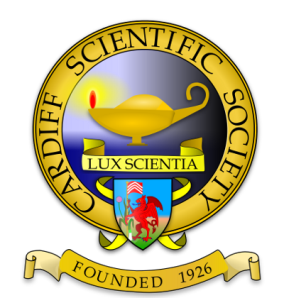 CARDIFF SCIENTIFIC SOCIETY
LUX SCIENTIA
FOUNDED 1926